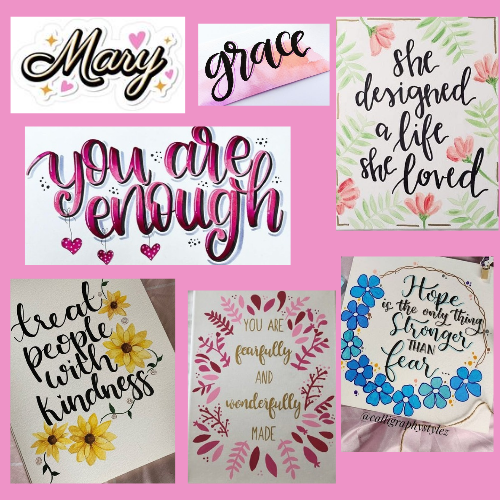 Mary
grace
she
designed
a life
she loved
you are
enough
treat
people
with
kindness
YOU ARE
fearfully
AND
wonderfully
MADE
Hope
is the only thing
stronger
THAN
fear
@calligraphystylez